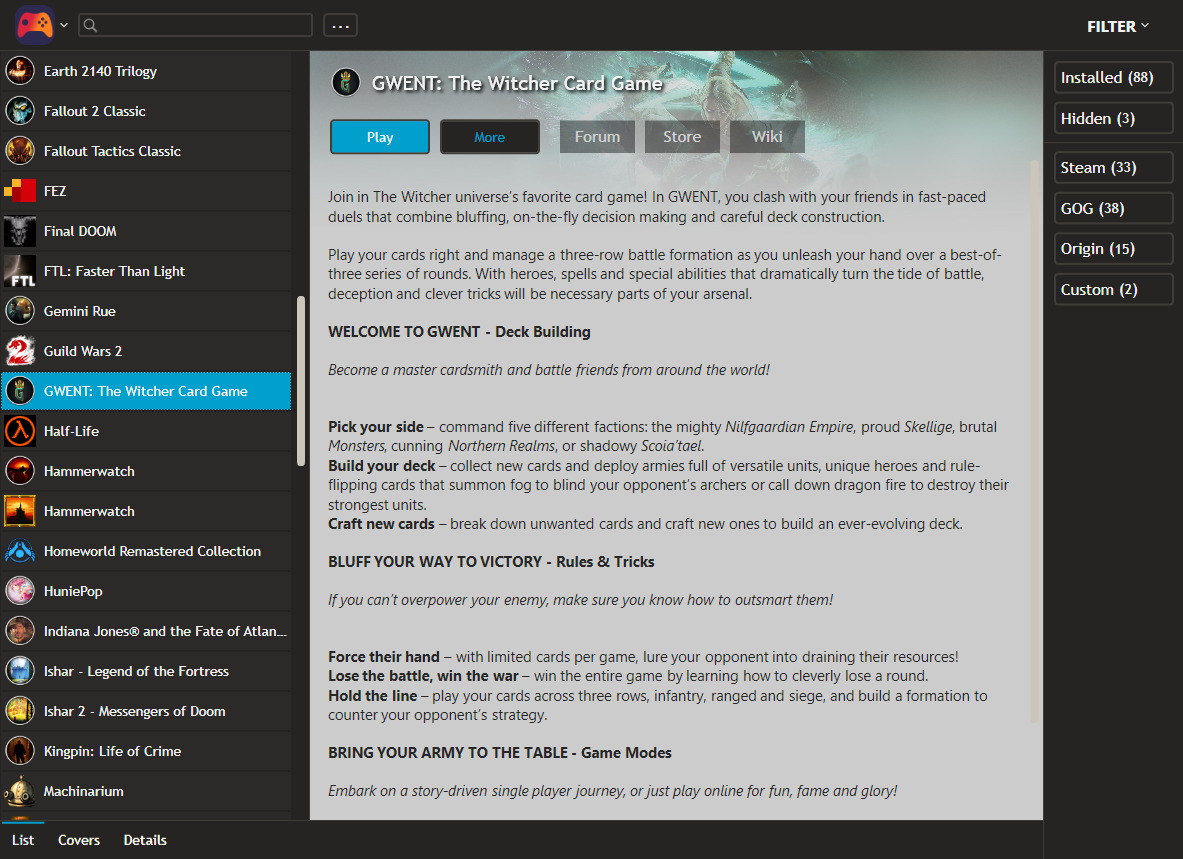 ...
FILTER
Earth 2140 Trilogy
Fallout 2 Classic
Fallout Tactics Classic
FEZ
Final DOOM
FTL
FTL: Faster Than Light
Gemini Rue
Guild Wars 2
GWENT: The Witcher Card Game
Half-Life
Hammerwatch
Hammerwatch
Homeworld Remastered Collection
HuniePop
Indiana Jones® and the Fate of Atlan...
Ishar - Legend of the Fortress
Ishar 2 - Messengers of Doom
Kingpin: Life of Crime
Machinarium
GWENT: The Witcher Card Game
Play
More
Forum
Store
Wiki
Join in The Witcher universe’s favorite card game! In GWENT, you clash with your friends in fast-paced
duels that combine bluffing, on-the-fly decision making and careful deck construction.
Play your cards right and manage a three-row battle formation as you unleash your hand over a best-of-
three series of rounds. With heroes, spells and special abilities that dramatically turn the tide of battle,
deception and clever tricks will be necessary parts of your arsenal.
WELCOME TO GWENT - Deck Building
Become a master cardsmith and battle friends from around the world!
Pick your side – command five different factions: the mighty Nilfgaardian Empire, proud Skellige, brutal
Monsters, cunning Northern Realms, or shadowy Scoia’tael.
Build your deck – collect new cards and deploy armies full of versatile units, unique heroes and rule-
flipping cards that summon fog to blind your opponent’s archers or call down dragon fire to destroy their
strongest units.
Craft new cards – break down unwanted cards and craft new ones to build an ever-evolving deck.
BLUFF YOUR WAY TO VICTORY - Rules & Tricks
If you can’t overpower your enemy, make sure you know how to outsmart them!
Force their hand – with limited cards per game, lure your opponent into draining their resources!
Lose the battle, win the war – win the entire game by learning how to cleverly lose a round.
Hold the line – play your cards across three rows, infantry, ranged and siege, and build a formation to
counter your opponent’s strategy.
BRING YOUR ARMY TO THE TABLE - Game Modes
Embark on a story-driven single player journey, or just play online for fun, fame and glory!
Installed (88)
Hidden (3)
Steam (33)
GOG (38)
Origin (15)
Custom (2)
List
Covers
Details